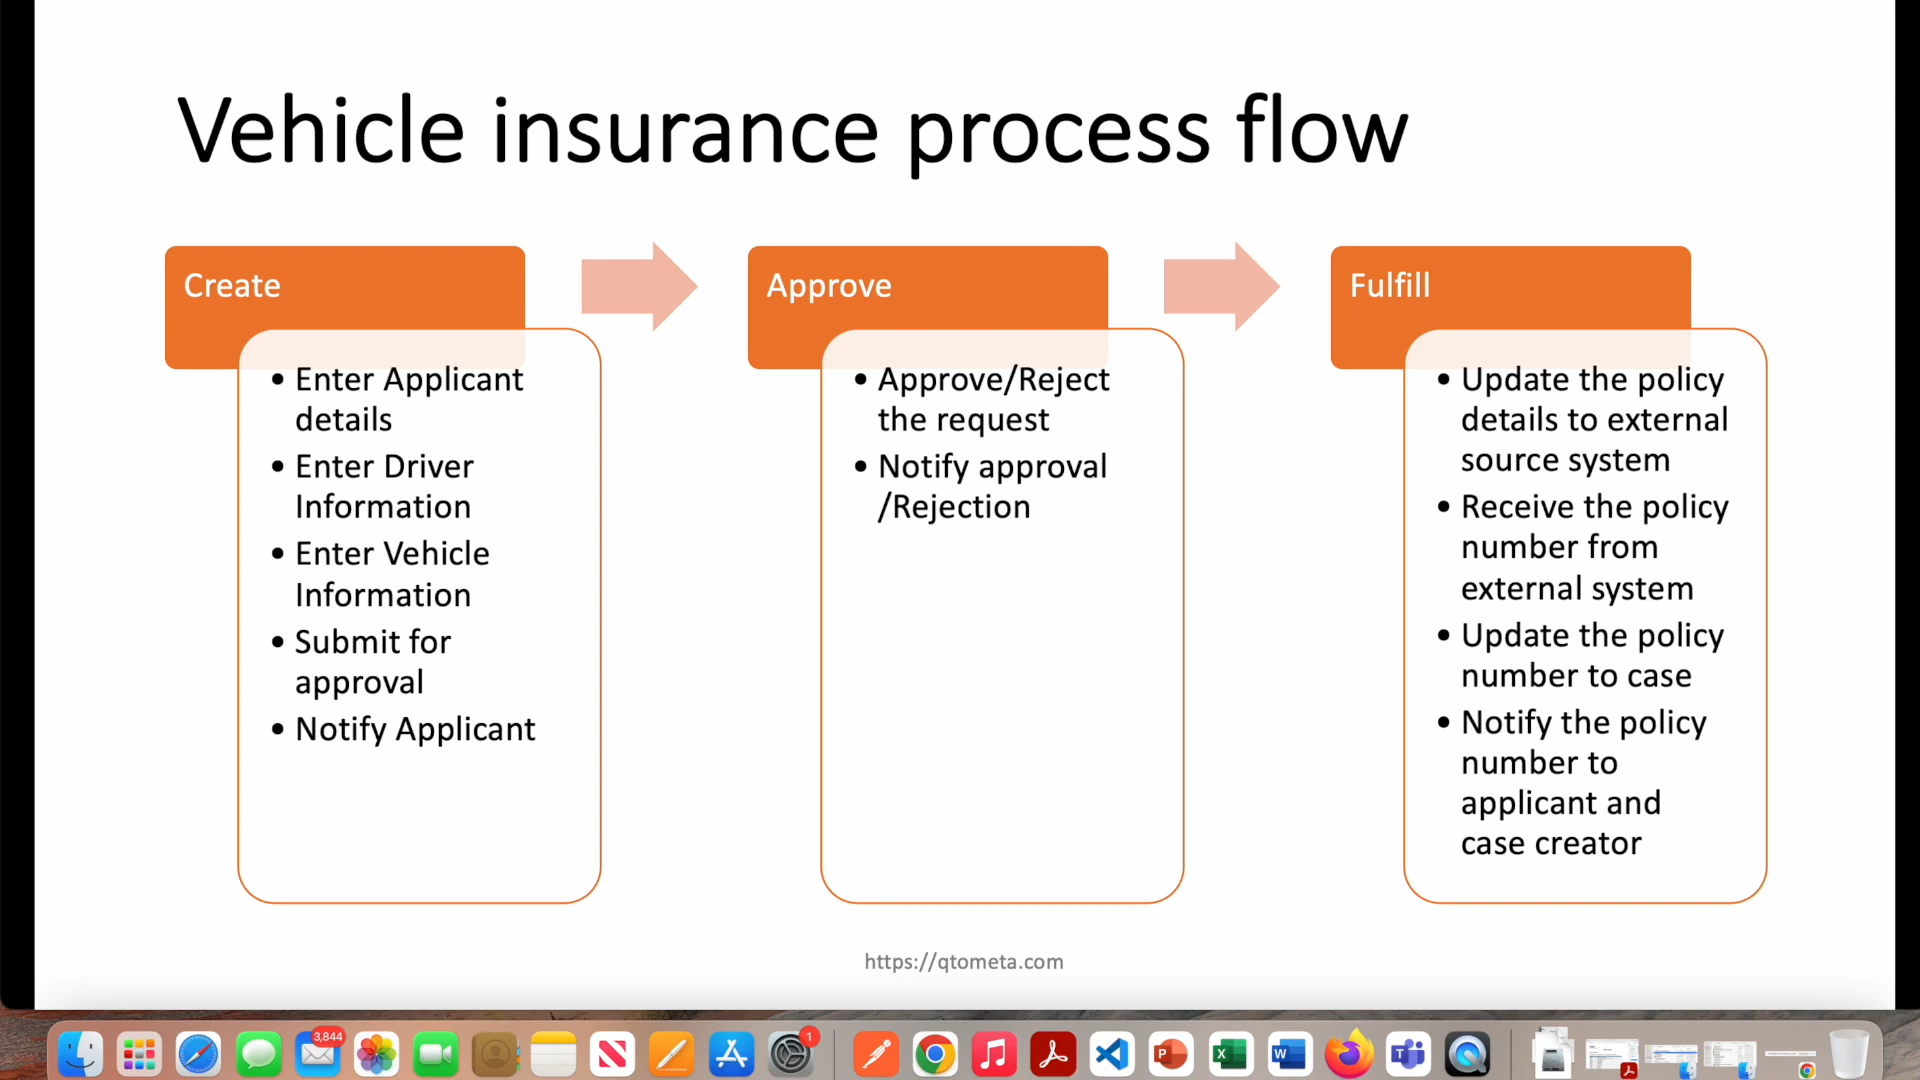 Vehicle insurance process flow
Create
• Enter Applicant
details
• Enter Driver
Information
• Enter Vehicle
Information
• Submit for
approval
• Notify Applicant
Approve
• Approve/Reject
the request
• Notify approval
/Rejection
Fulfill
• Update the policy
details to external
source system
• Receive the policy
number from
external system
• Update the policy
number to case
• Notify the policy
number to
applicant and
case creator
https://qtometa.com
3,844
1